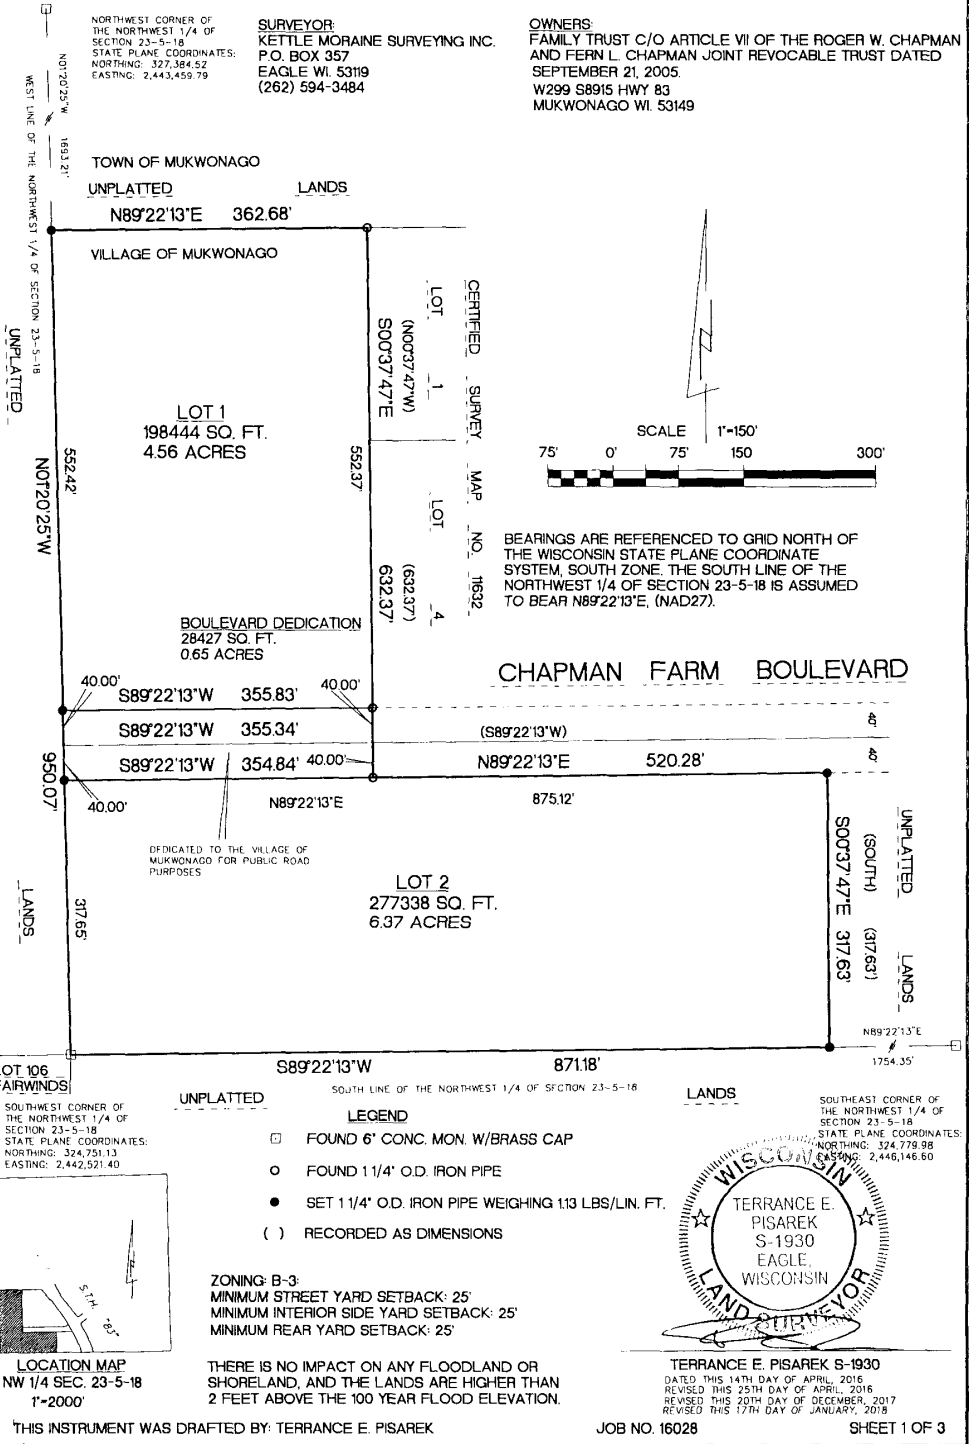 NORTHWEST CORNER OF
THE NORTHWEST 1/4 OF
SECTION 23-5-18
STATE PLANE COORDINATES:
NORTHING: 327,384.52
EASTING: 2,443,459.79
SURVEYOR:
KETTLE MORAINE SURVEYING INC.
P.O. BOX 357
EAGLE WI. 53119
(262) 594-3484
OWNERS:
FAMILY TRUST C/O ARTICLE VII OF THE ROGER W. CHAPMAN
AND FERN L. CHAPMAN JOINT REVOCABLE TRUST DATED
SEPTEMBER 21, 2005.
W299 S8915 HWY 83
MUKWONAGO WI. 53149
N01°20'25"W 1693.21'
WEST LINE OF THE NORTHWEST 1/4 OF SECTION 23-5-18
TOWN OF MUKWONAGO
UNPLATTED LANDS
N89°22'13"E 362.68'
VILLAGE OF MUKWONAGO
UNPLATTED
LOT 1
198444 SQ. FT.
4.56 ACRES
552.42'
N01°20'25"W
552.37'
(N00°37'47"W)
S00°37'47"E
(632.37')
632.37'
LOT 1
LOT 4
CERTIFIED SURVEY MAP NO. 11632
SCALE 1"=150'
75' 0' 75' 150 300'
BEARINGS ARE REFERENCED TO GRID NORTH OF
THE WISCONSIN STATE PLANE COORDINATE
SYSTEM, SOUTH ZONE. THE SOUTH LINE OF THE
NORTHWEST 1/4 OF SECTION 23-5-18 IS ASSUMED
TO BEAR N89°22'13"E, (NAD27).
BOULEVARD DEDICATION
28427 SQ. FT.
0.65 ACRES
CHAPMAN FARM BOULEVARD
40.00' S89°22'13"W 355.83' 40.00'
S89°22'13"W 355.34' (S89°22'13"W)
S89°22'13"W 354.84' 40.00' N89°22'13"E 520.28'
40.00' N89°22'13"E 875.12'
950.07'
DEDICATED TO THE VILLAGE OF
MUKWONAGO FOR PUBLIC ROAD
PURPOSES
LOT 2
277338 SQ. FT.
6.37 ACRES
LANDS
317.65'
S00°37'47"E 317.63'
(SOUTH) (317.63')
UNPLATTED LANDS
N89°22'13"E
1754.35'
S89°22'13"W 871.18'
SOUTH LINE OF THE NORTHWEST 1/4 OF SECTION 23-5-18
UNPLATTED LANDS
OT 106
AIRWINDS
SOUTHWEST CORNER OF
THE NORTHWEST 1/4 OF
SECTION 23-5-18
STATE PLANE COORDINATES:
NORTHING: 324,751.13
EASTING: 2,442,521.40
LEGEND
FOUND 6" CONC. MON. W/BRASS CAP
FOUND 1 1/4" O.D. IRON PIPE
SET 1 1/4" O.D. IRON PIPE WEIGHING 1.13 LBS/LIN. FT.
( ) RECORDED AS DIMENSIONS
SOUTHEAST CORNER OF
THE NORTHWEST 1/4 OF
SECTION 23-5-18
STATE PLANE COORDINATES:
NORTHING: 324,779.98
EASTING: 2,446,146.60
WISCONSIN
TERRANCE E.
PISAREK
S-1930
EAGLE,
WISCONSIN
LAND SURVEYOR
ZONING: B-3:
MINIMUM STREET YARD SETBACK: 25'
MINIMUM INTERIOR SIDE YARD SETBACK: 25'
MINIMUM REAR YARD SETBACK: 25'
S.T.H. "83"
LOCATION MAP
NW 1/4 SEC. 23-5-18
1"=2000'
THERE IS NO IMPACT ON ANY FLOODLAND OR
SHORELAND, AND THE LANDS ARE HIGHER THAN
2 FEET ABOVE THE 100 YEAR FLOOD ELEVATION.
TERRANCE E. PISAREK S-1930
DATED THIS 14TH DAY OF APRIL, 2016
REVISED THIS 25TH DAY OF APRIL, 2016
REVISED THIS 20TH DAY OF DECEMBER, 2017
REVISED THIS 17TH DAY OF JANUARY, 2018
THIS INSTRUMENT WAS DRAFTED BY: TERRANCE E. PISAREK
JOB NO. 16028
SHEET 1 OF 3